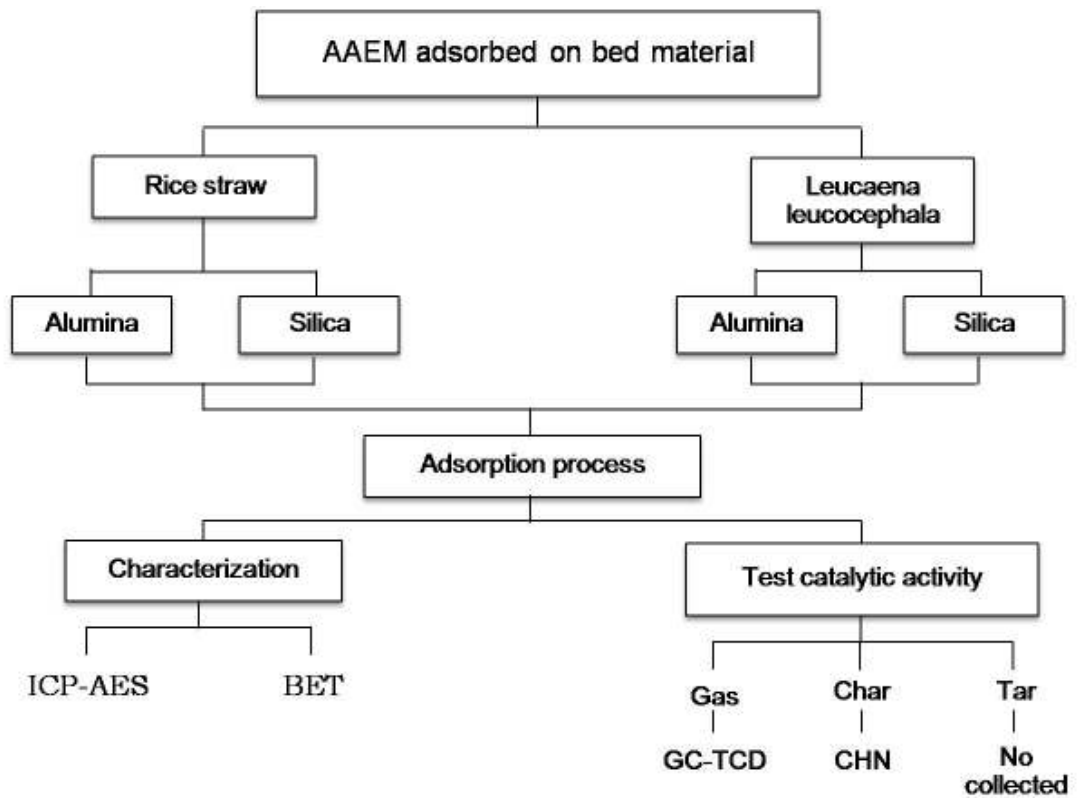 AAEM adsorbed on bed material
Rice straw
Leucaena
leucocephala
Alumina
Silica
Alumina
Silica
Adsorption process
Characterization
Test catalytic activity
ICP-AES
BET
Gas
Char
Tar
GC-TCD
CHN
No
collected